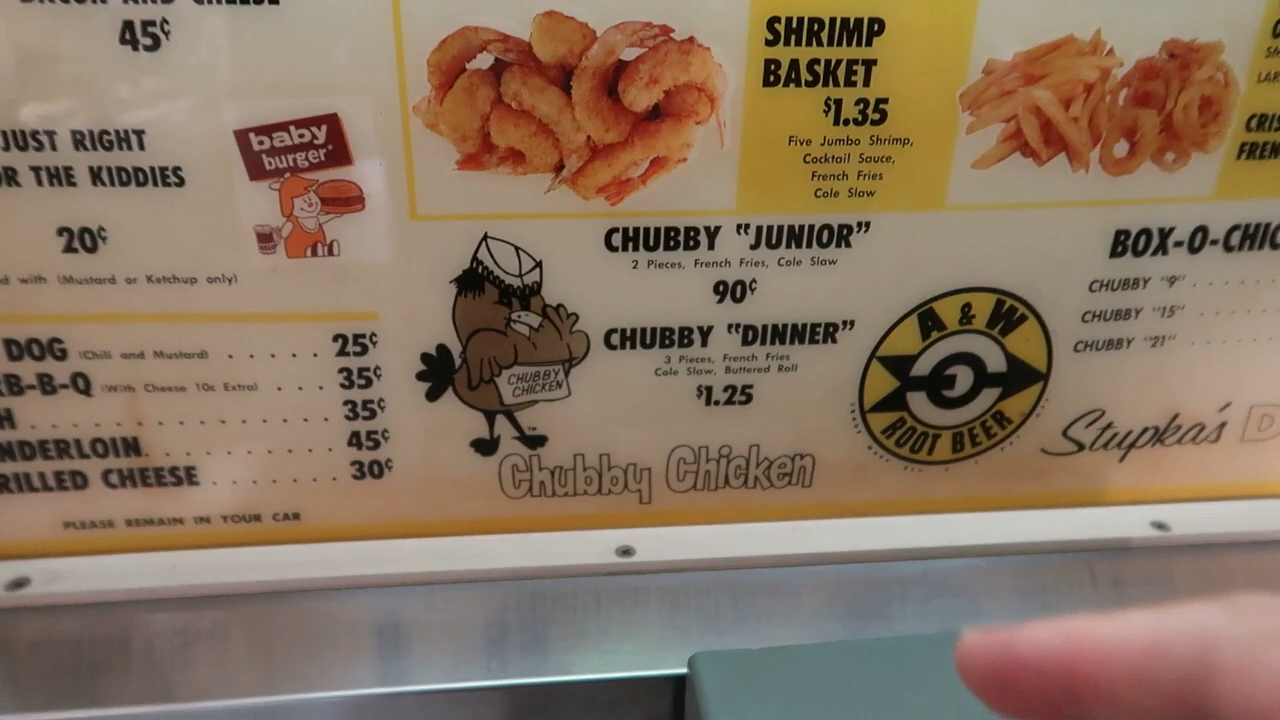 45¢
JUST RIGHT
THE KIDDIES
20¢
with (Mustard or Ketchup only)
baby
burger
DOG (Chili and Mustard) . . . . . 25¢
B-B-Q (With Cheese 10¢ Extra) . . . 35¢
35¢
45¢
CHEESE . . . . . . . 30¢
PLEASE REMAIN IN YOUR CAR
SHRIMP
BASKET
$1.35
Five Jumbo Shrimp,
Cocktail Sauce,
French Fries
Cole Slaw
CHUBBY "JUNIOR"
2 Pieces, French Fries, Cole Slaw
90¢
CHUBBY "DINNER"
3 Pieces, French Fries
Cole Slaw, Buttered Roll
$1.25
CHUBBY
CHICKEN
Chubby Chicken
A & W
ROOT BEER
BOX-O-CHIC
CHUBBY "9" . . . . . .
CHUBBY "15" . . . . .
CHUBBY "21" . . . . . .
Stupka's D